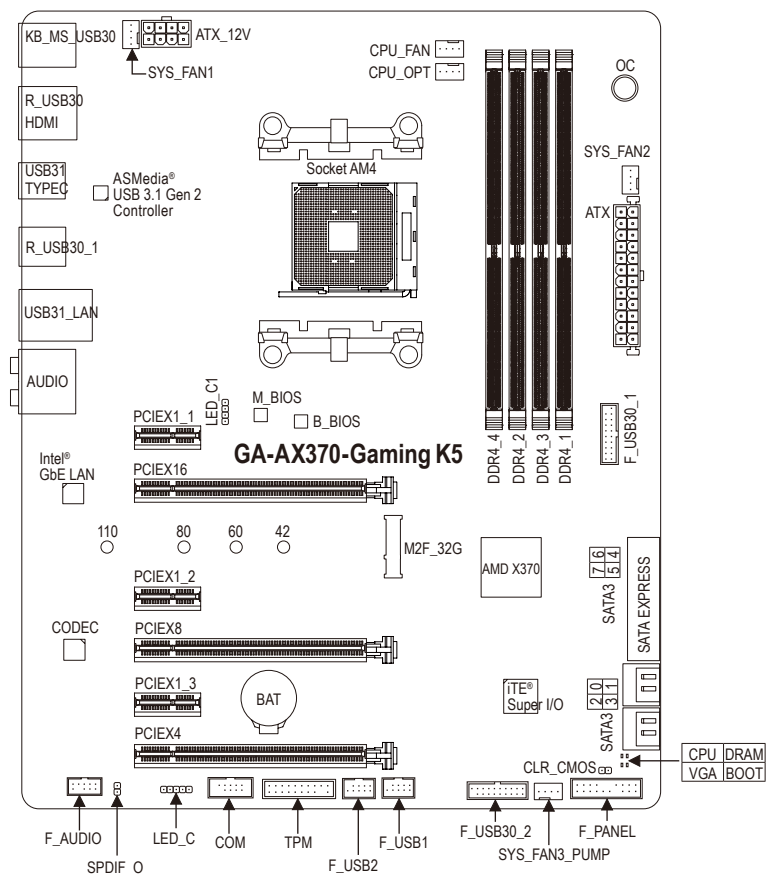 KB_MS_USB30
ATX_12V
SYS_FAN1
CPU_FAN
CPU_OPT
OC
R_USB30
HDMI
Socket AM4
SYS_FAN2
USB31
TYPEC
ASMedia®
USB 3.1 Gen 2
Controller
ATX
R_USB30_1
USB31_LAN
AUDIO
LED_C1
M_BIOS
B_BIOS
PCIEX1_1
DDR4_4
DDR4_2
DDR4_3
DDR4_1
F_USB30_1
GA-AX370-Gaming K5
Intel®
GbE LAN
PCIEX16
110
80
60
42
M2F_32G
AMD X370
7 6
5 4
SATA3
SATA EXPRESS
PCIEX1_2
CODEC
PCIEX8
PCIEX1_3
BAT
iTE®
Super I/O
2 0
3 1
SATA3
PCIEX4
CLR_CMOS
CPU DRAM
VGA BOOT
F_AUDIO
SPDIF_O
LED_C
COM
TPM
F_USB2
F_USB1
F_USB30_2
SYS_FAN3_PUMP
F_PANEL